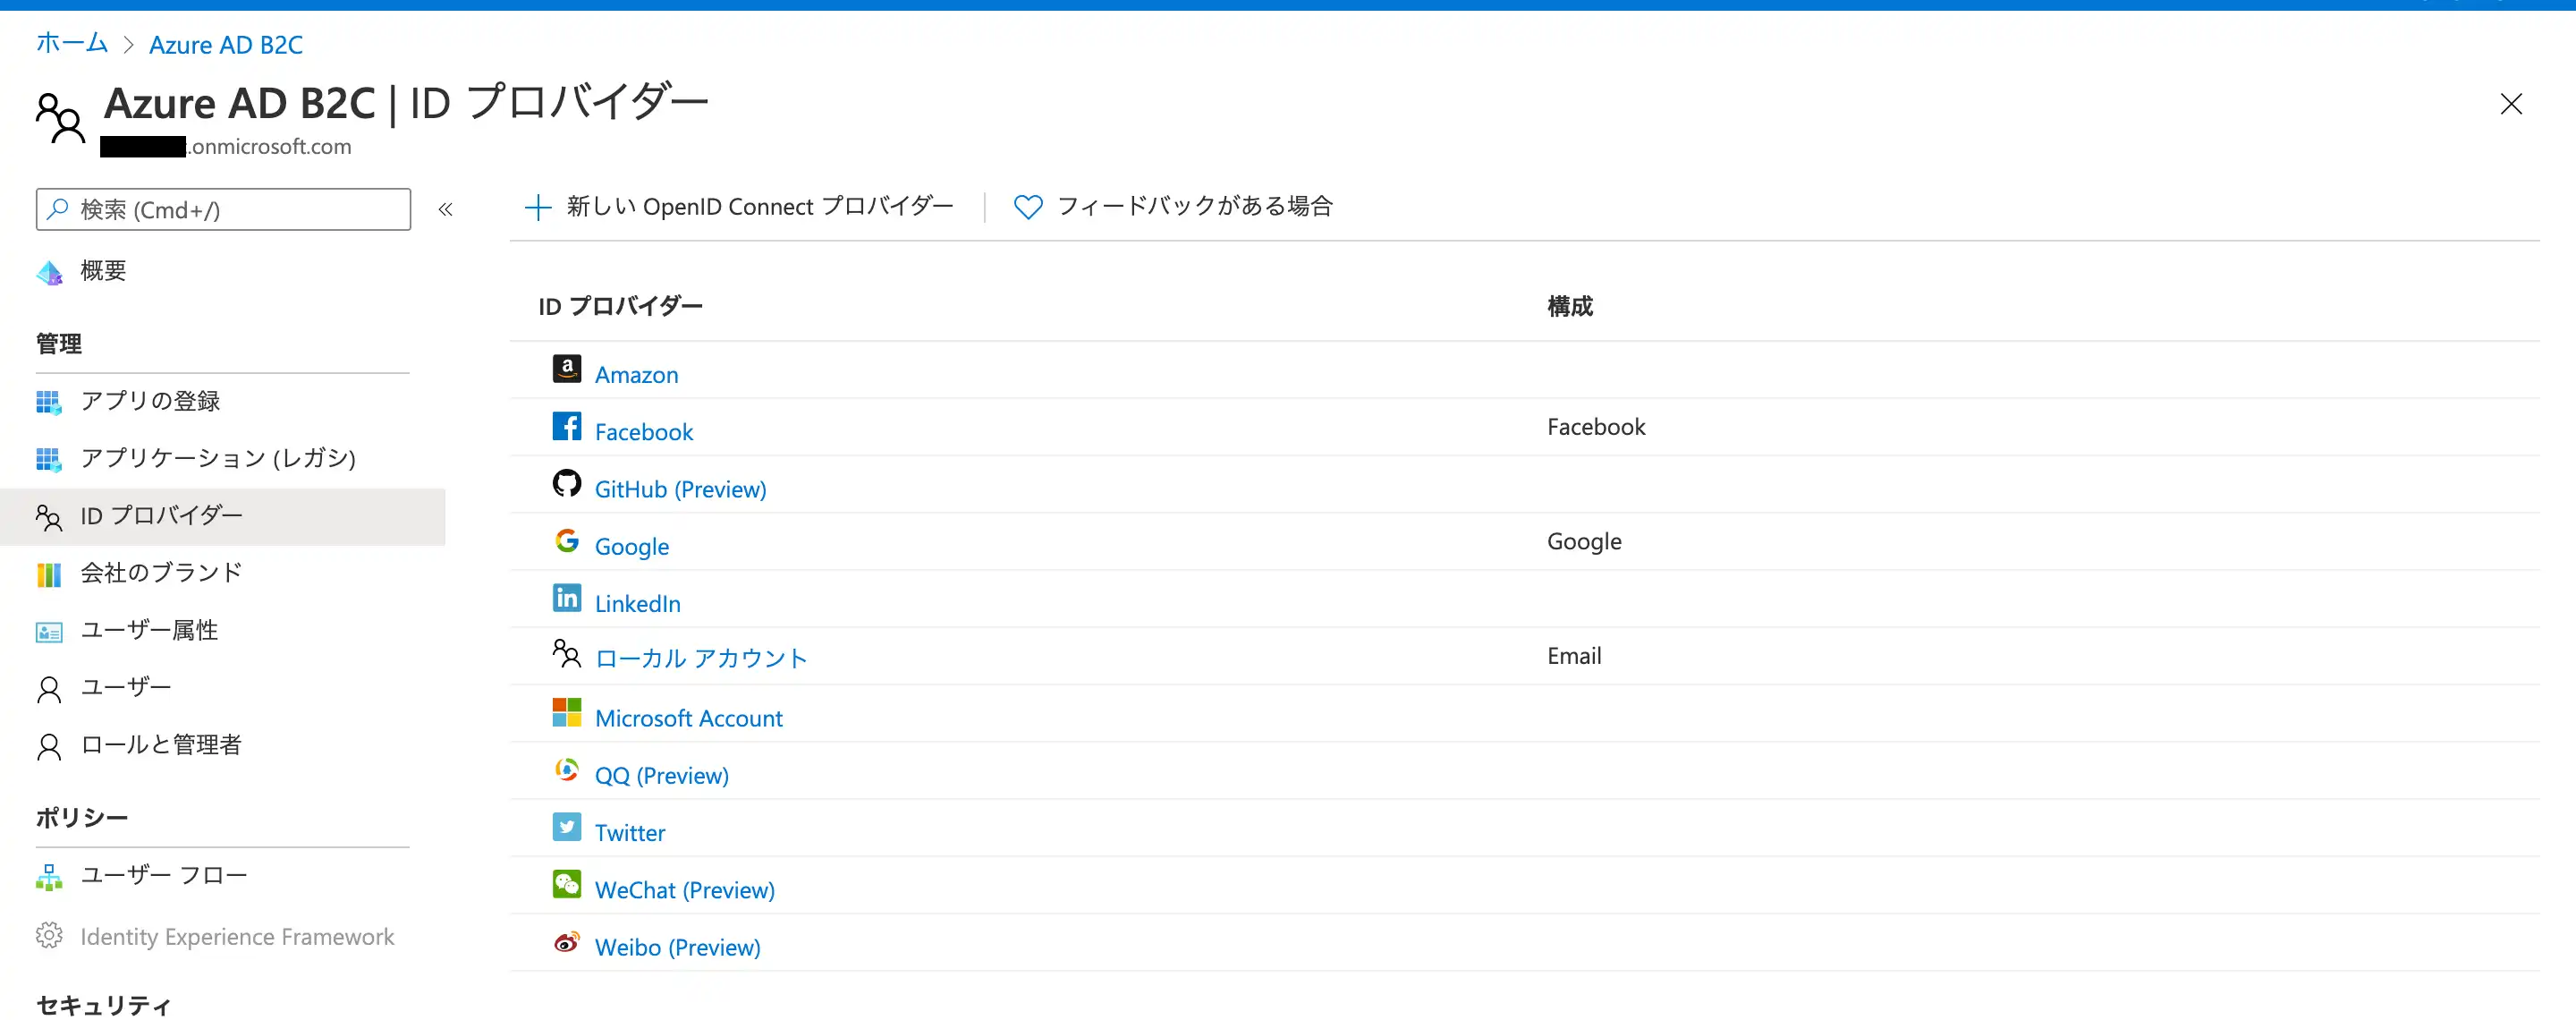 ホーム > Azure AD B2C
Azure AD B2C | ID プロバイダー
.onmicrosoft.com
検索 (Cmd+/)
«
概要
管理
アプリの登録
アプリケーション (レガシ)
ID プロバイダー
会社のブランド
ユーザー属性
ユーザー
ロールと管理者
ポリシー
ユーザー フロー
Identity Experience Framework
セキュリティ
新しい OpenID Connect プロバイダー
フィードバックがある場合
ID プロバイダー 構成
Amazon
Facebook Facebook
GitHub (Preview)
Google Google
LinkedIn
ローカル アカウント Email
Microsoft Account
QQ (Preview)
Twitter
WeChat (Preview)
Weibo (Preview)